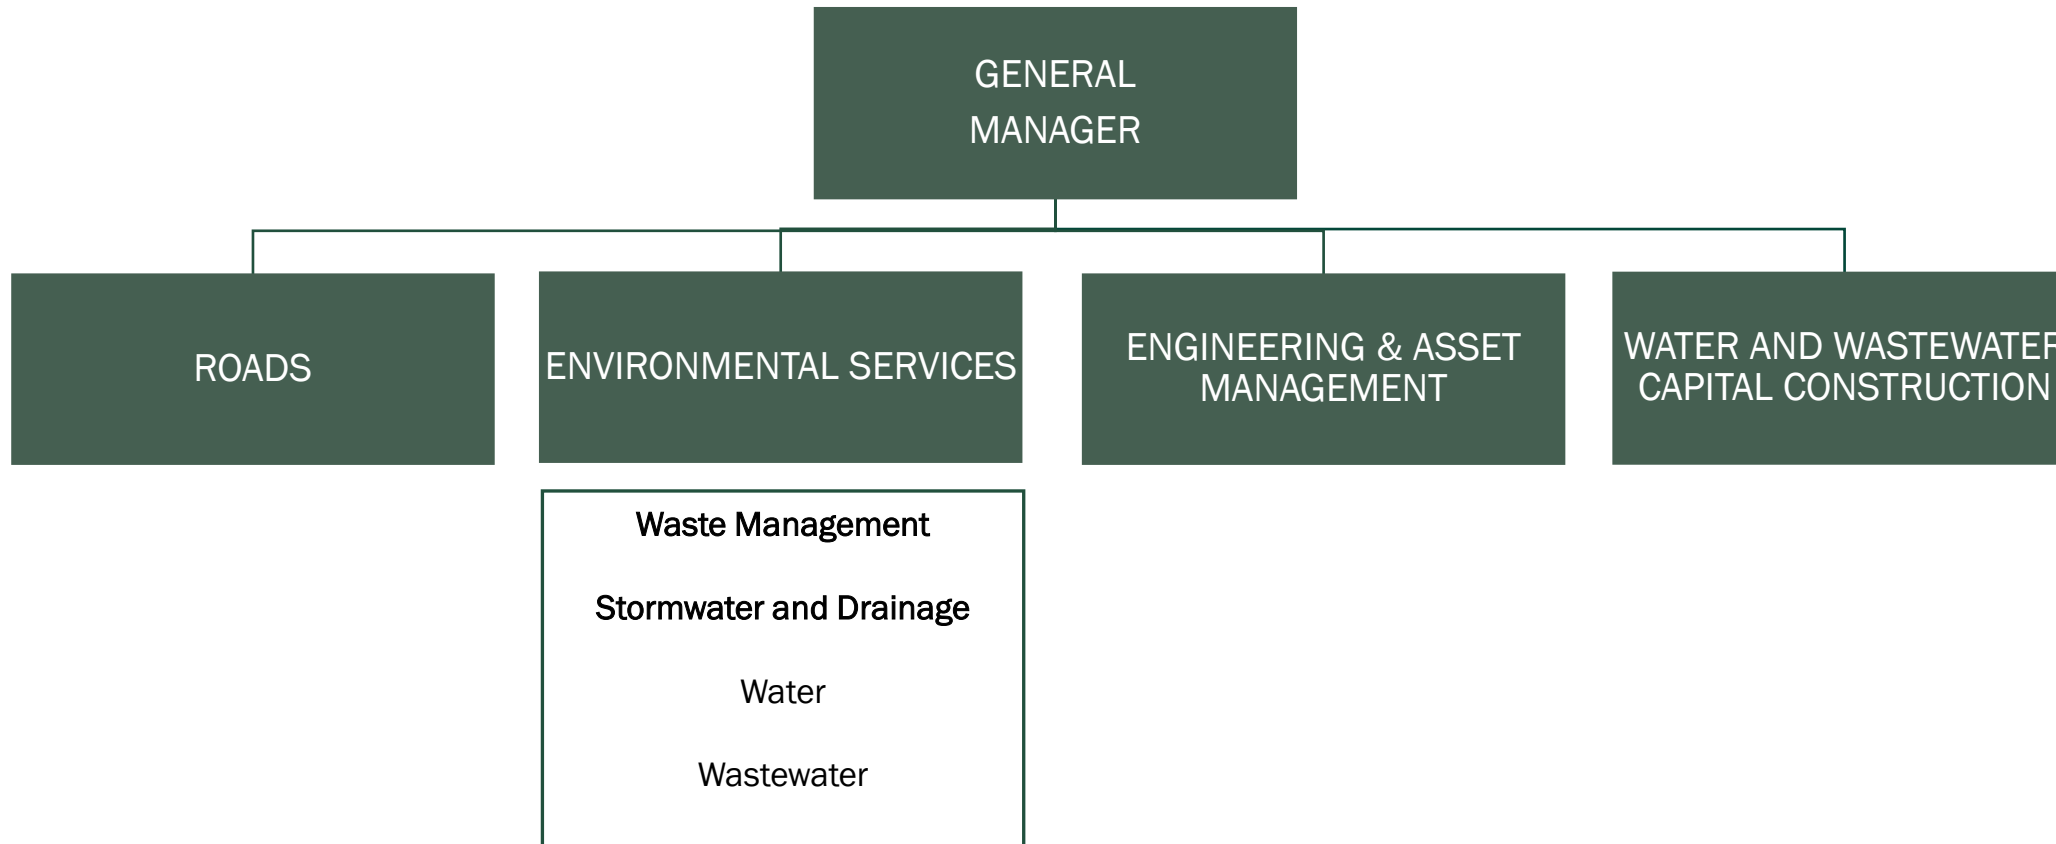 GENERAL
MANAGER
ROADS
ENVIRONMENTAL SERVICES
ENGINEERING & ASSET
MANAGEMENT
WATER AND WASTEWATER
CAPITAL CONSTRUCTION
Waste Management
Stormwater and Drainage
Water
Wastewater